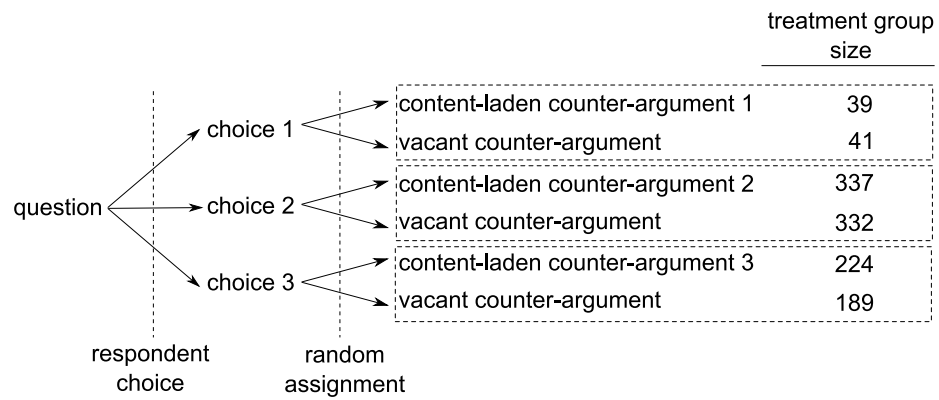 treatment group
size
content-laden counter-argument 1 39
choice 1
vacant counter-argument 41
content-laden counter-argument 2 337
question choice 2
vacant counter-argument 332
content-laden counter-argument 3 224
choice 3
vacant counter-argument 189
respondent
choice
random
assignment